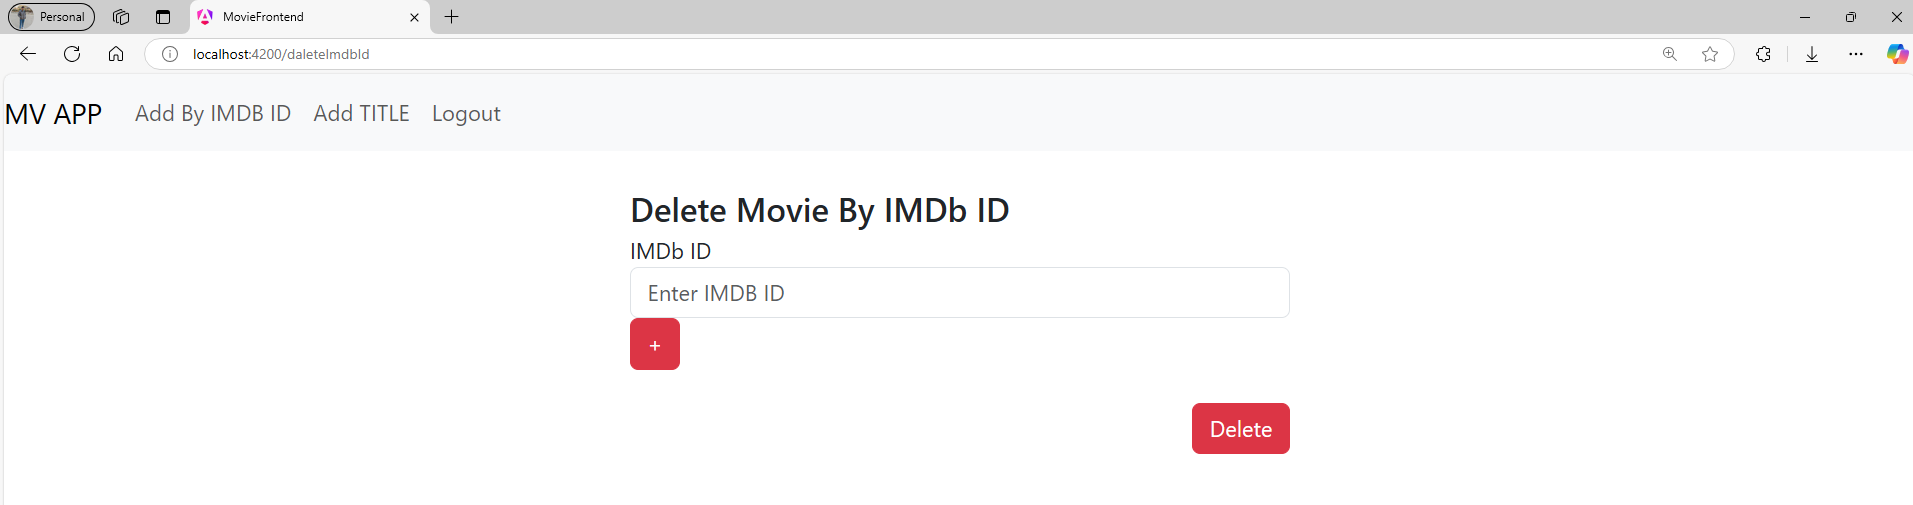 Personal
MovieFrontend
localhost:4200/daleteImdbId
MV APP Add By IMDB ID Add TITLE Logout
Delete Movie By IMDb ID
IMDb ID
Enter IMDB ID
+
Delete